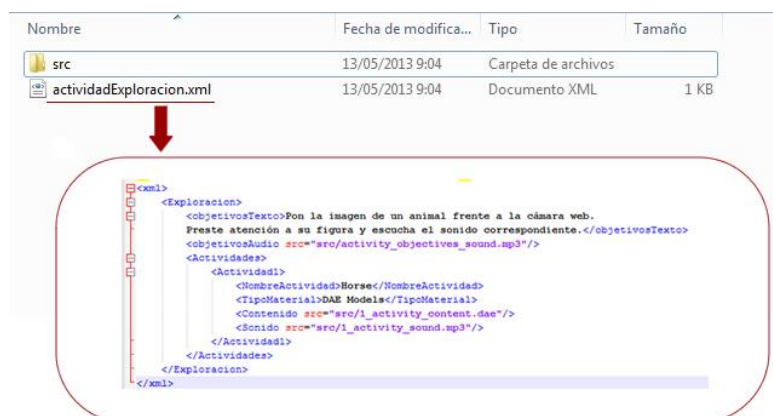 Nombre Fecha de modifica... Tipo Tamaño
src 13/05/2013 9:04 Carpeta de archivos
actividadExploracion.xml 13/05/2013 9:04 Documento XML 1 KB
<xml>
<Exploracion>
<objetivosTexto>Pon la imagen de un animal frente a la cámara web.
Preste atención a su figura y escucha el sonido correspondiente.</objetivosTexto>
<objetivosAudio src="src/activity_objectives_sound.mp3"/>
<Actividades>
<Actividad1>
<NombreActividad>Horse</NombreActividad>
<TipoMaterial>DAE Models</TipoMaterial>
<Contenido src="src/1_activity_content.dae"/>
<Sonido src="src/1_activity_sound.mp3"/>
</Actividad1>
</Actividades>
</Exploracion>
</xml>